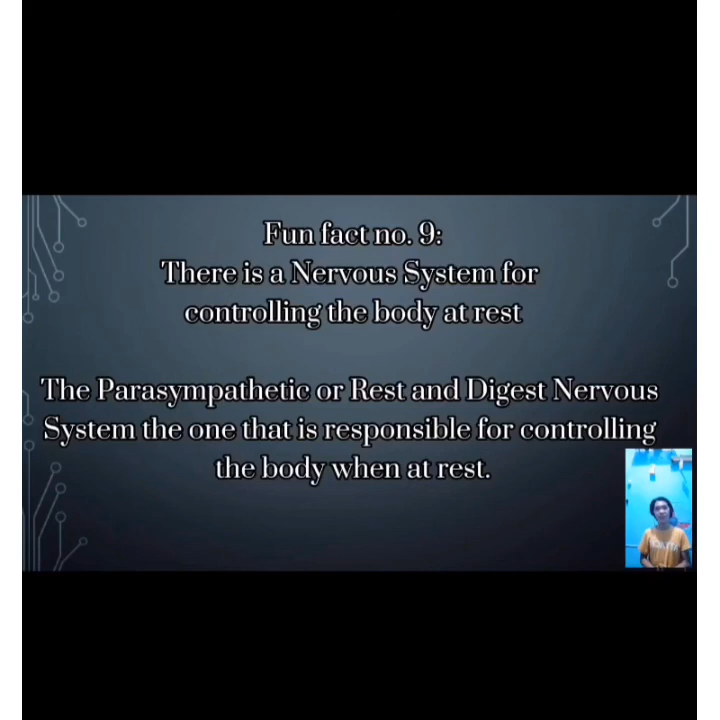 Fun fact no. 9:
There is a Nervous System for
controlling the body at rest
The Parasympathetic or Rest and Digest Nervous
System the one that is responsible for controlling
the body when at rest.